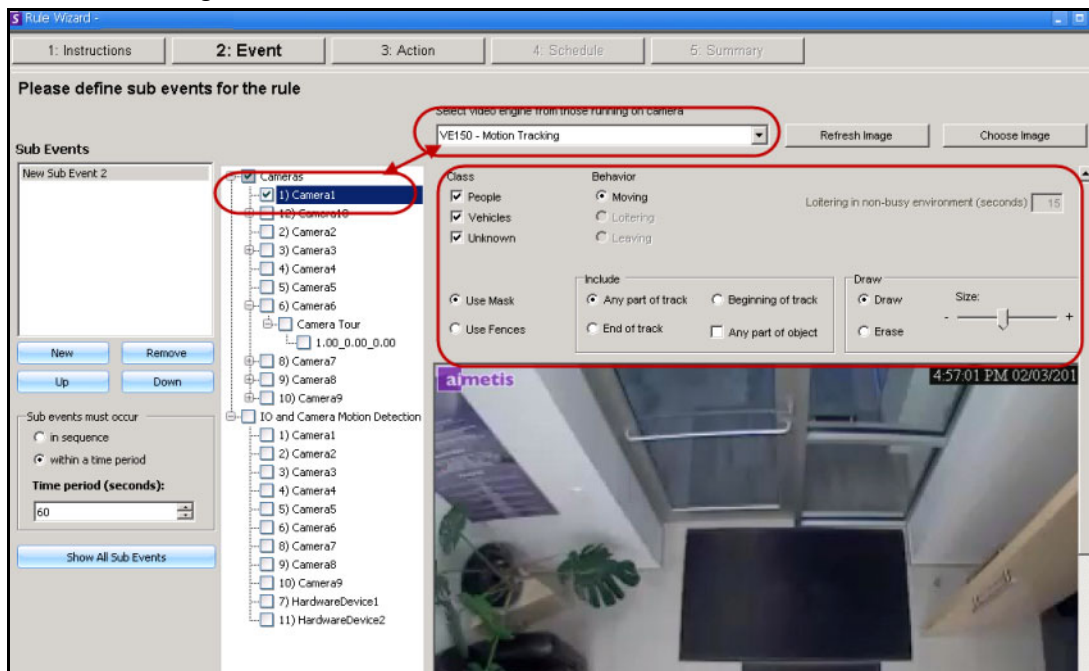 S Rule Wizard -
1: Instructions 2: Event 3: Action 4: Schedule 5: Summary
Please define sub events for the rule
Select video engine from those running on camera
VE150 - Motion Tracking Refresh Image Choose Image
Sub Events
New Sub Event 2
New Remove
Up Down
Sub events must occur
in sequence
within a time period
Time period (seconds):
60
Show All Sub Events
Cameras
1) Camera1
12) Camera10
2) Camera2
3) Camera3
4) Camera4
5) Camera5
6) Camera6
Camera Tour
1.00_0.00_0.00
8) Camera7
9) Camera8
10) Camera9
IO and Camera Motion Detection
1) Camera1
2) Camera2
3) Camera3
4) Camera4
5) Camera5
6) Camera6
8) Camera7
9) Camera8
10) Camera9
7) HardwareDevice1
11) HardwareDevice2
Class Behavior
People Moving Loitering in non-busy environment (seconds) 15
Vehicles Loitering
Unknown Leaving
Include Draw
Use Mask Any part of track Beginning of track Draw Size:
- +
Use Fences End of track Any part of object Erase
aimetis 4:57:01 PM 02/03/201